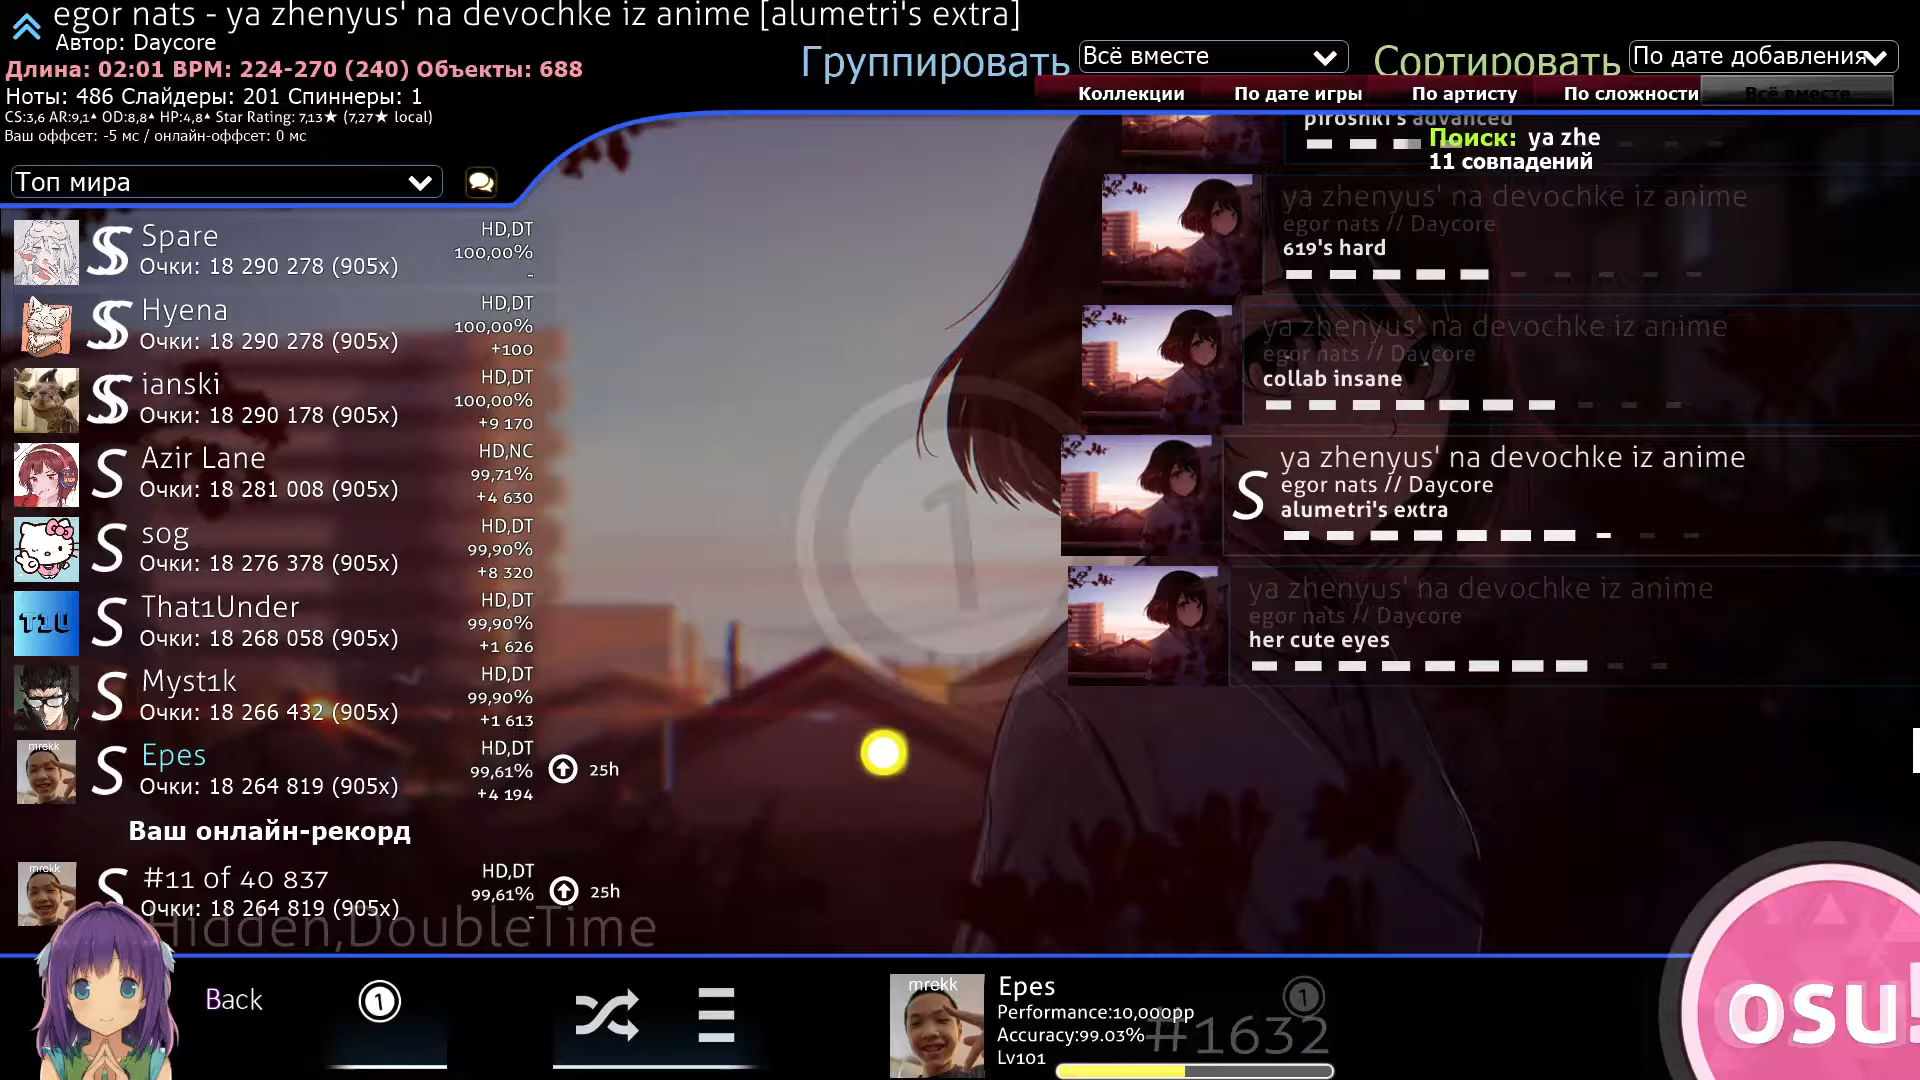 egor nats - ya zhenyus' na devochke iz anime [alumetri's extra]
Автор: Daycore
Длина: 02:01 BPM: 224-270 (240) Объекты: 688
Ноты: 486 Слайдеры: 201 Спиннеры: 1
CS:3,6 AR:9,1 OD:8,8 HP:4,8 Star Rating: 7,13★ (7,27★ local)
Ваш оффсет: -5 мс / онлайн-оффсет: 0 мс
Группировать
Всё вместе
Сортировать
По дате добавления
Коллекции
По дате игры
По артисту
По сложности
Всё вместе
Поиск: ya zhe
11 совпадений
Топ мира
Spare
Очки: 18 290 278 (905x)
HD,DT
100,00%
-
Hyena
Очки: 18 290 278 (905x)
HD,DT
100,00%
+100
ianski
Очки: 18 290 178 (905x)
HD,DT
100,00%
+9 170
Azir Lane
Очки: 18 281 008 (905x)
HD,NC
99,71%
+4 630
sog
Очки: 18 276 378 (905x)
HD,DT
99,90%
+8 320
T1U
That1Under
Очки: 18 268 058 (905x)
HD,DT
99,90%
+1 626
Myst1k
Очки: 18 266 432 (905x)
HD,DT
99,90%
+1 613
mrekk
Epes
Очки: 18 264 819 (905x)
HD,DT
99,61%
+4 194
25h
Ваш онлайн-рекорд
mrekk
#11 of 40 837
Очки: 18 264 819 (905x)
HD,DT
99,61%
-
25h
Hidden,DoubleTime
piroshki's advanced
ya zhenyus' na devochke iz anime
egor nats // Daycore
619's hard
ya zhenyus' na devochke iz anime
egor nats // Daycore
collab insane
S
ya zhenyus' na devochke iz anime
egor nats // Daycore
alumetri's extra
ya zhenyus' na devochke iz anime
egor nats // Daycore
her cute eyes
1
Back
1
mrekk
Epes
Performance:10,000pp
Accuracy:99.03%
Lv101
#1632
1
osu!